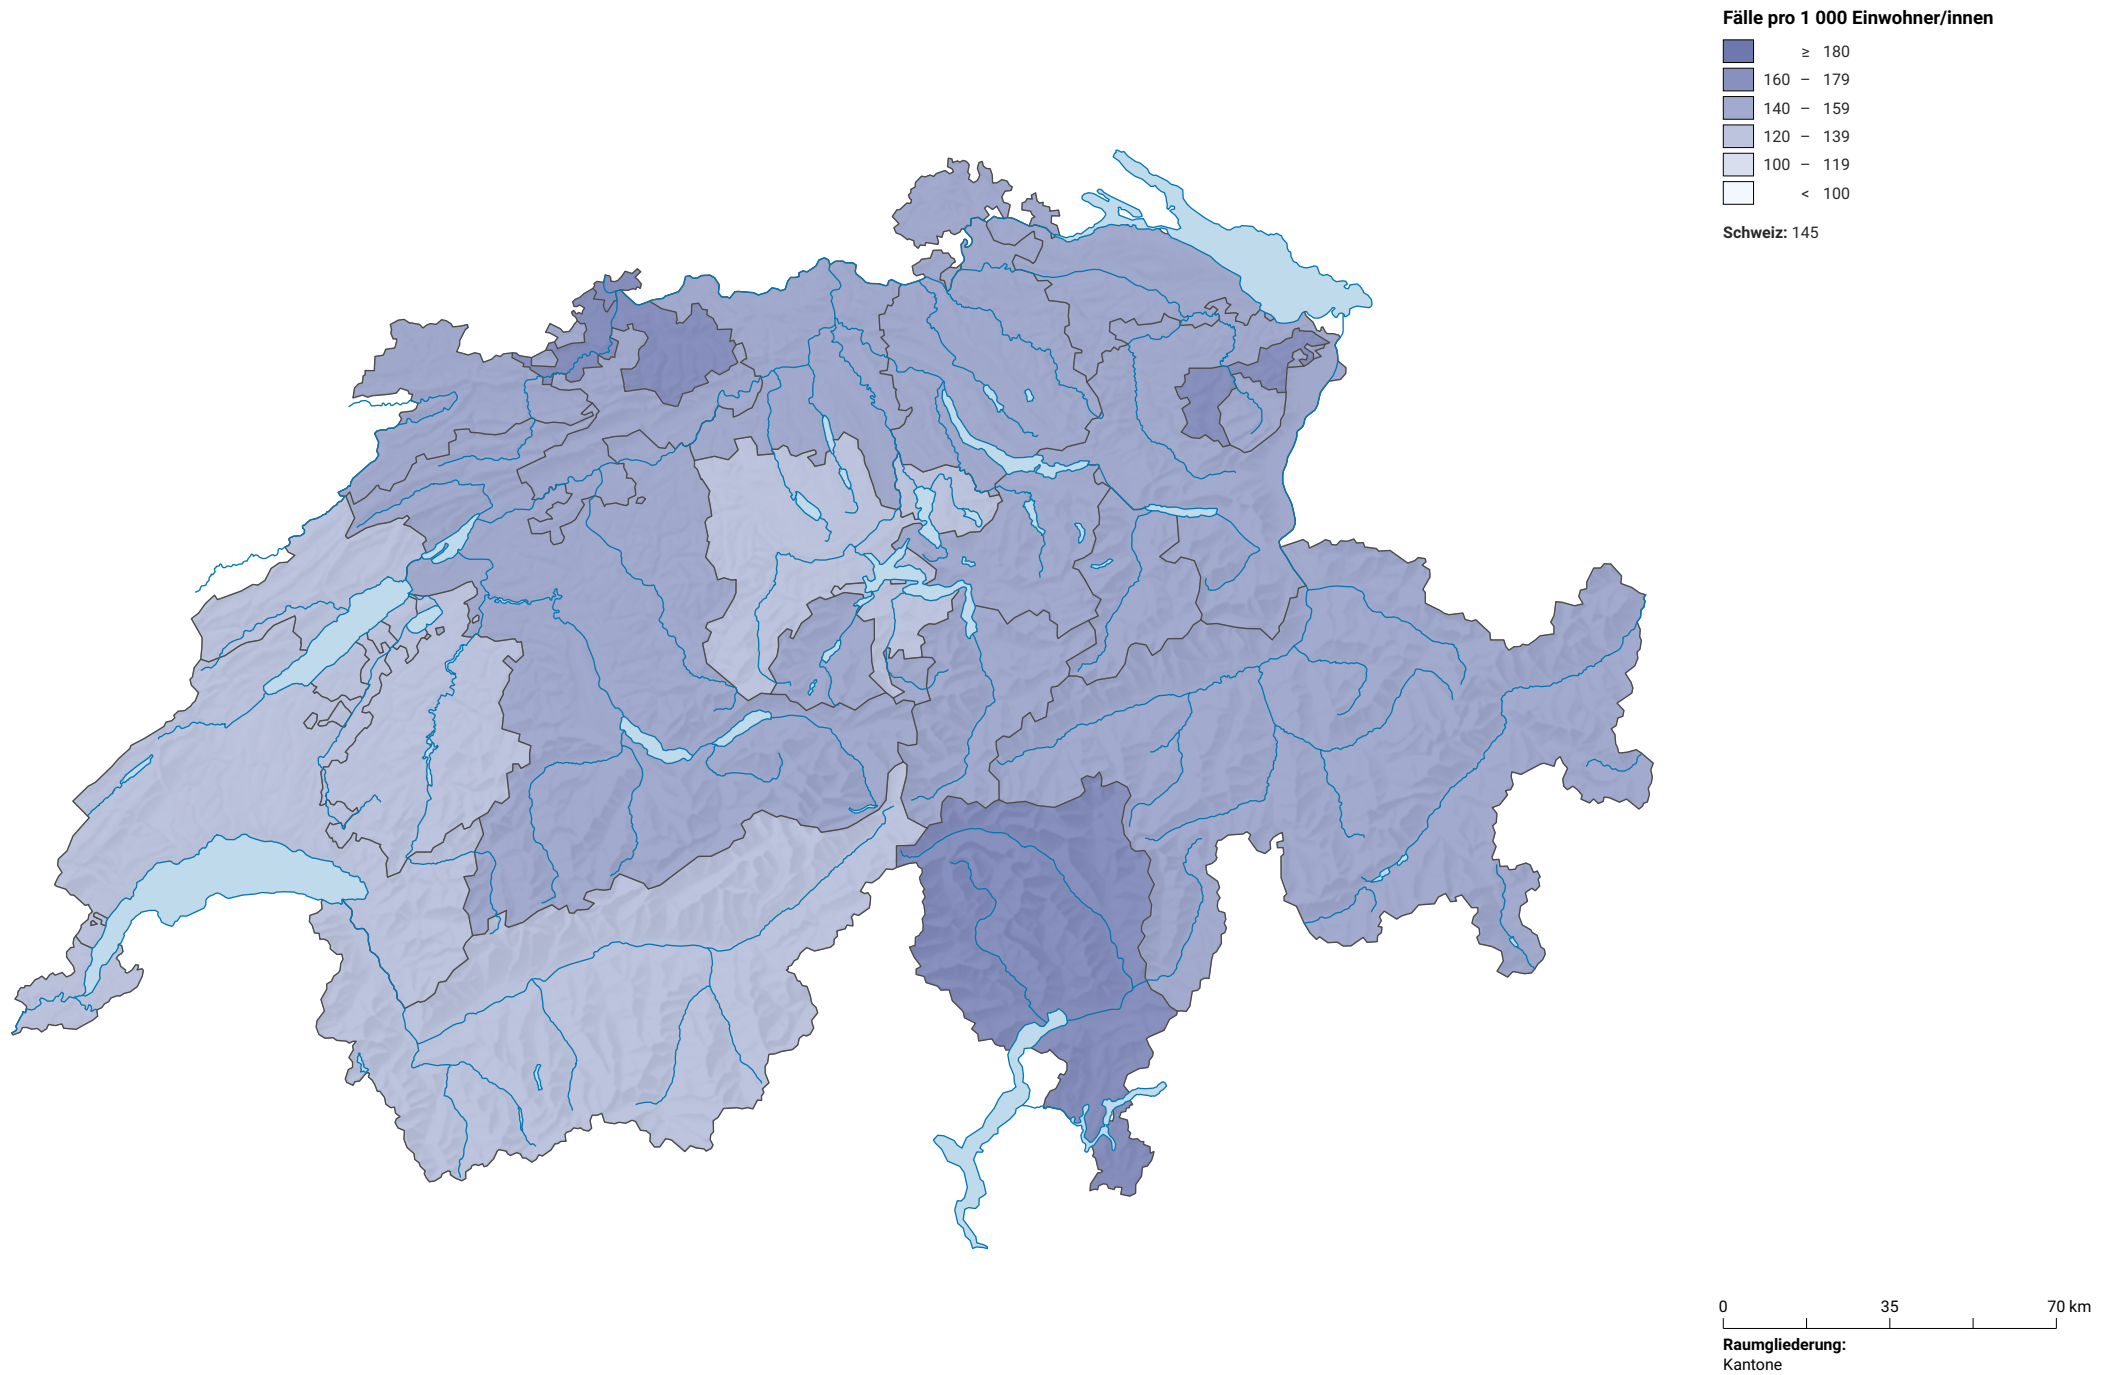 Fälle pro 1 000 Einwohner/innen
≥ 180
160 – 179
140 – 159
120 – 139
100 – 119
< 100
Schweiz: 145
0 35 70 km
Raumgliederung:
Kantone